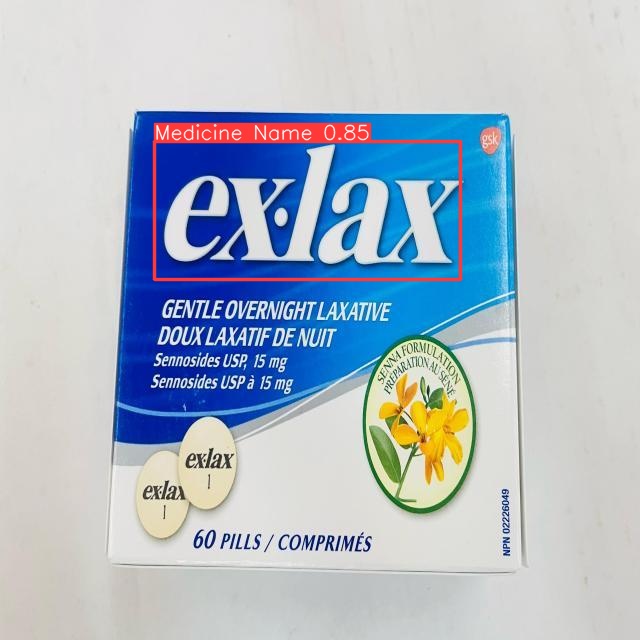 Medicine Name 0.85
gsk
ex·lax
GENTLE OVERNIGHT LAXATIVE
DOUX LAXATIF DE NUIT
Sennosides USP, 15 mg
Sennosides USP à 15 mg
SENNA FORMULATION
PRÉPARATION AU SÉNÉ
ex·lax
1
ex·lax
1
60 PILLS / COMPRIMÉS
NPN 02226049